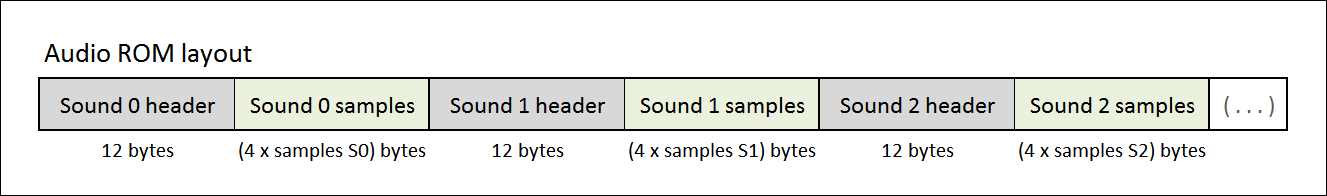 Audio ROM layout
Sound 0 header Sound 0 samples Sound 1 header Sound 1 samples Sound 2 header Sound 2 samples (...)
12 bytes (4 x samples S0) bytes 12 bytes (4 x samples S1) bytes 12 bytes (4 x samples S2) bytes